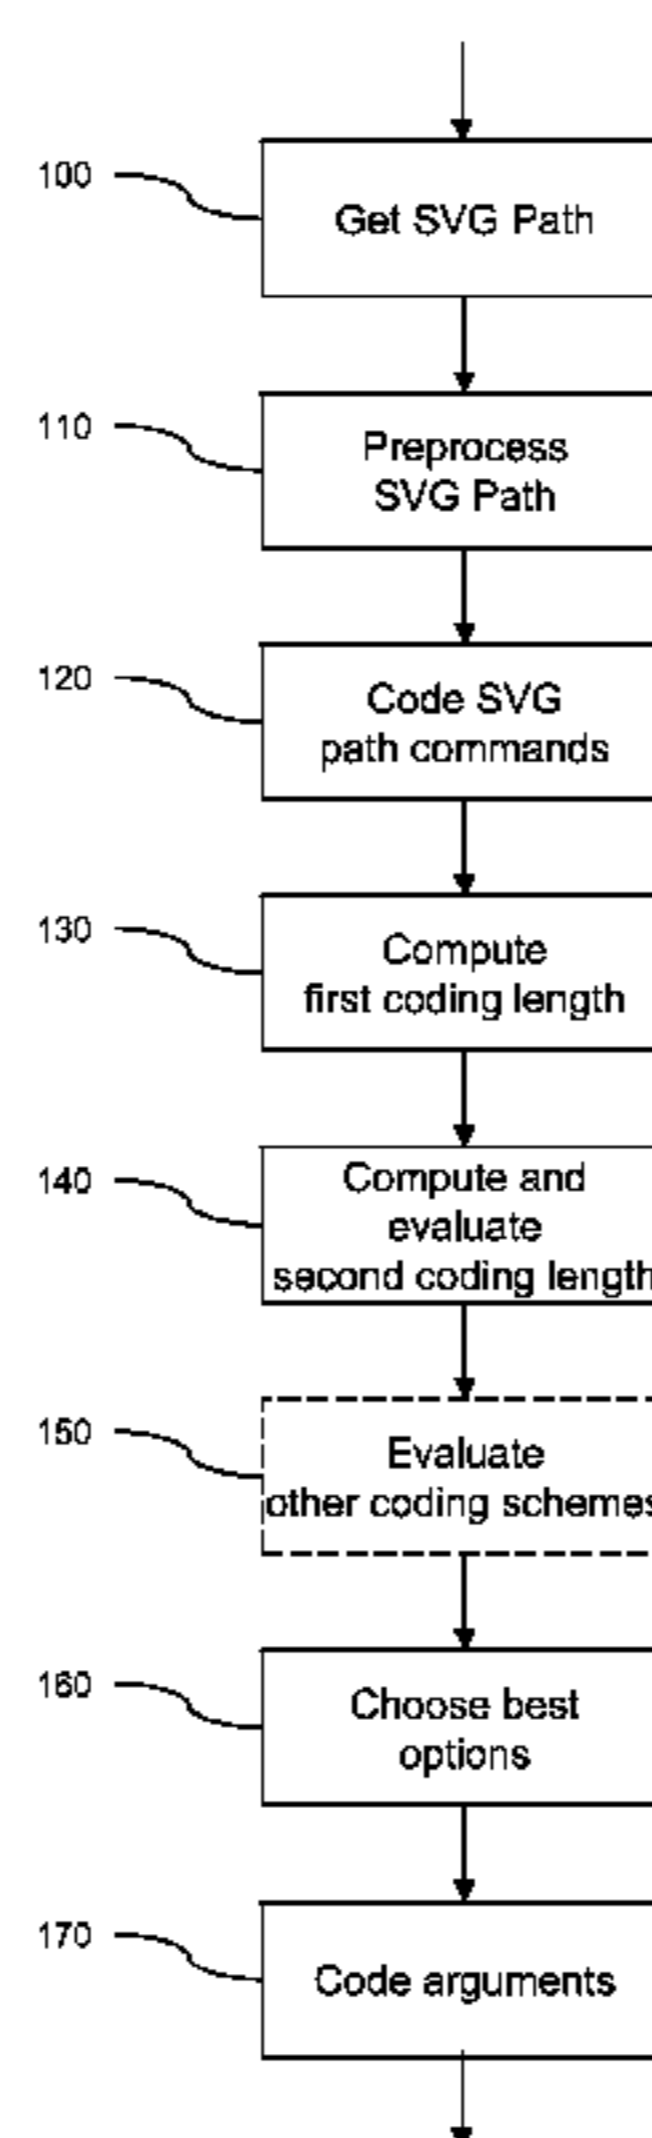 100
Get SVG Path
110
Preprocess
SVG Path
120
Code SVG
path commands
130
Compute
first coding length
140
Compute and
evaluate
second coding length
150
Evaluate
other coding schemes
160
Choose best
options
170
Code arguments